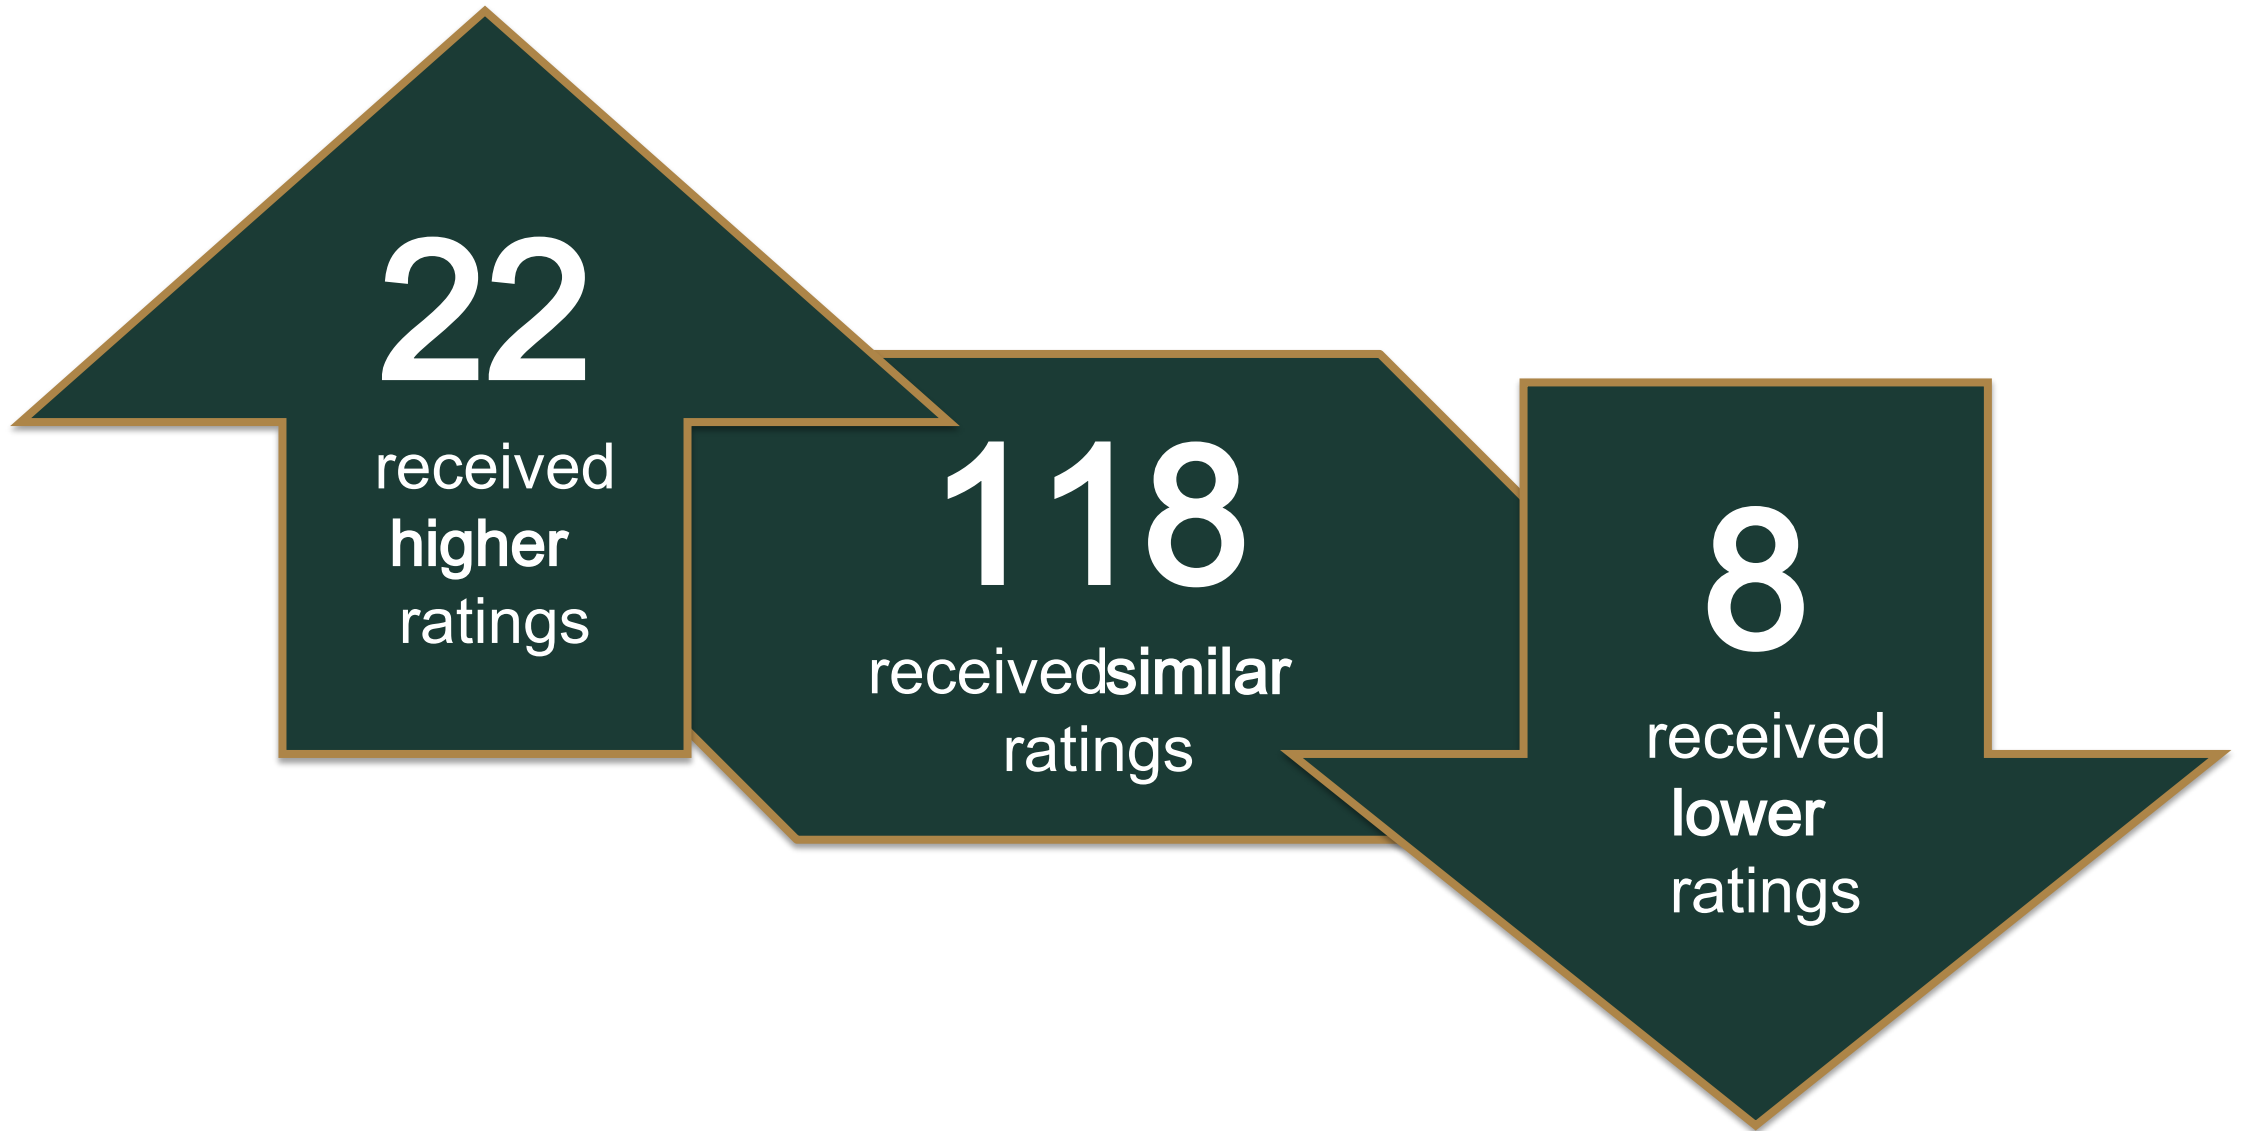 22
received
higher
ratings
118
receivedsimilar
ratings
8
received
lower
ratings